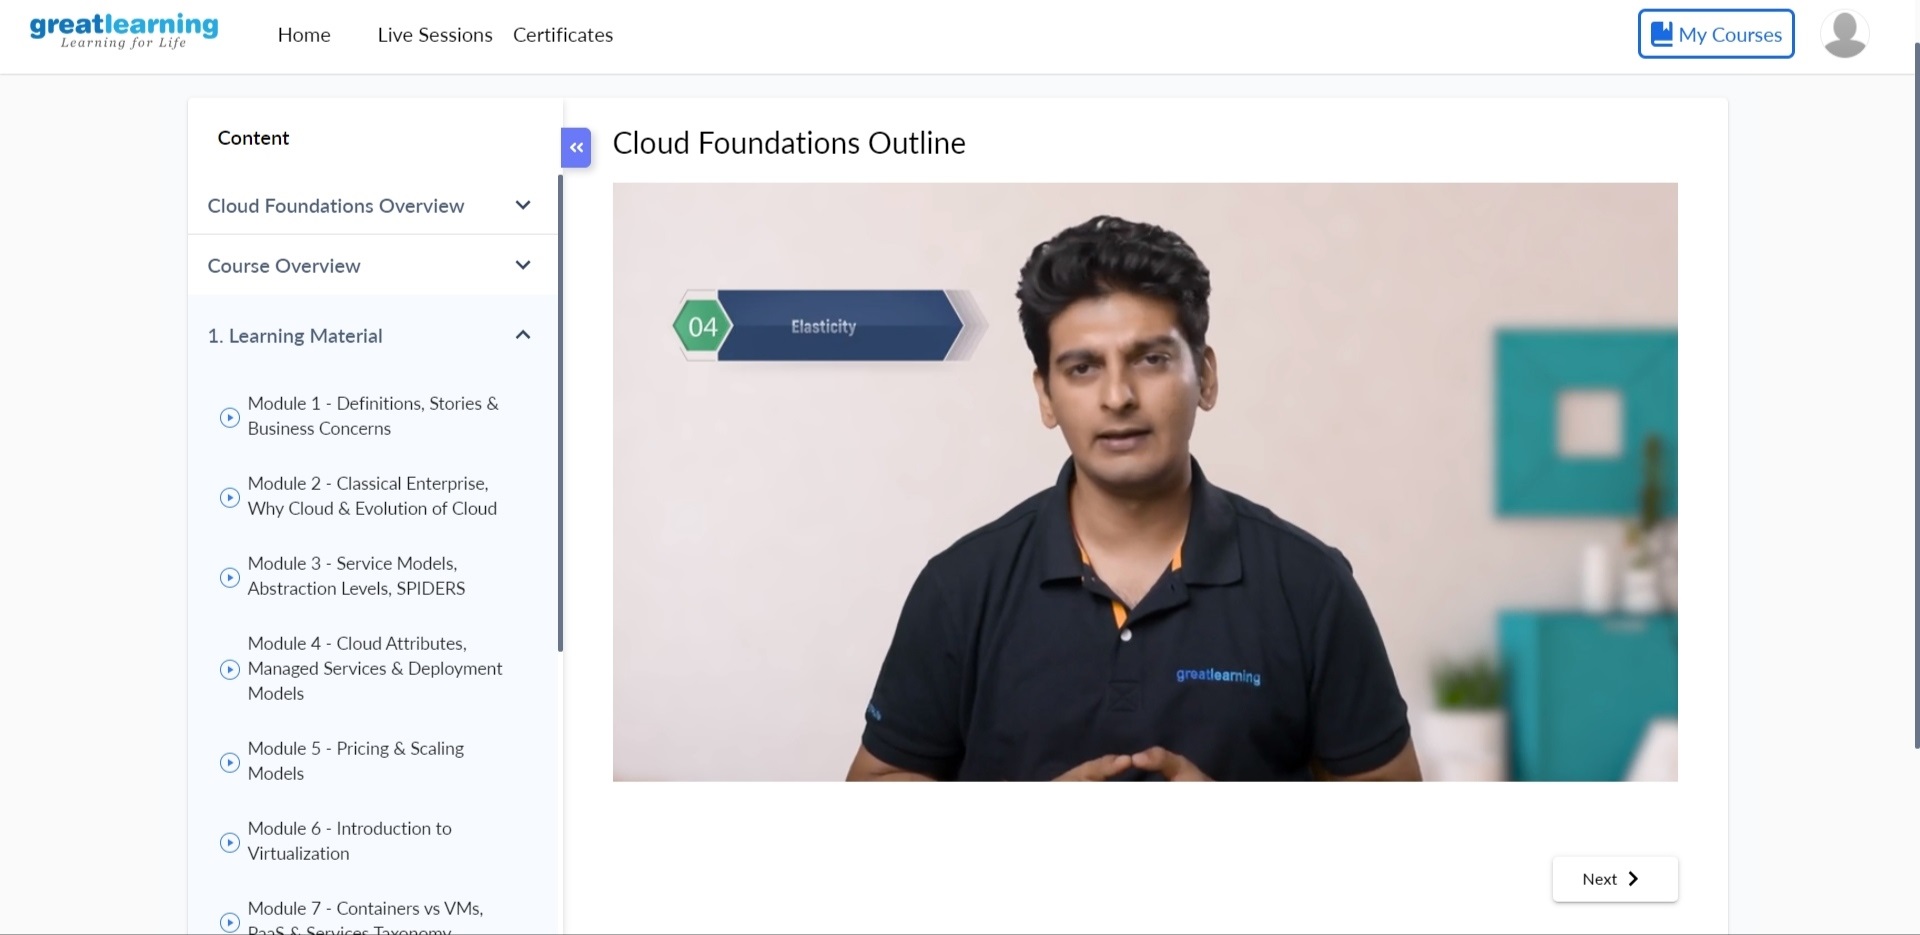 greatlearning
Learning for Life
Home
Live Sessions
Certificates
My Courses
Content
Cloud Foundations Overview
Course Overview
1. Learning Material
Module 1 - Definitions, Stories &
Business Concerns
Module 2 - Classical Enterprise,
Why Cloud & Evolution of Cloud
Module 3 - Service Models,
Abstraction Levels, SPIDERS
Module 4 - Cloud Attributes,
Managed Services & Deployment
Models
Module 5 - Pricing & Scaling
Models
Module 6 - Introduction to
Virtualization
Module 7 - Containers vs VMs,
PaaS & Services Taxonomy
Cloud Foundations Outline
04
Elasticity
greatlearning
Next